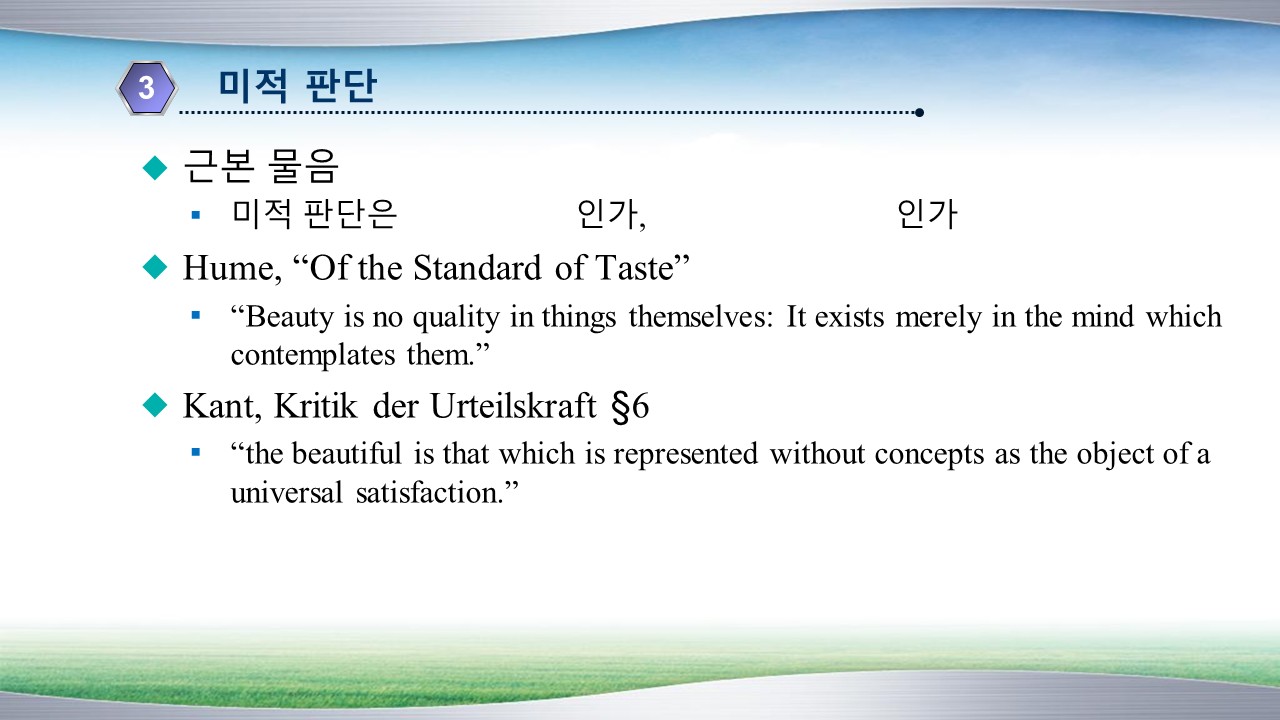 3 미적 판단
근본 물음
미적 판단은 인가, 인가
Hume, “Of the Standard of Taste”
“Beauty is no quality in things themselves: It exists merely in the mind which
contemplates them.”
Kant, Kritik der Urteilskraft §6
“the beautiful is that which is represented without concepts as the object of a
universal satisfaction.”